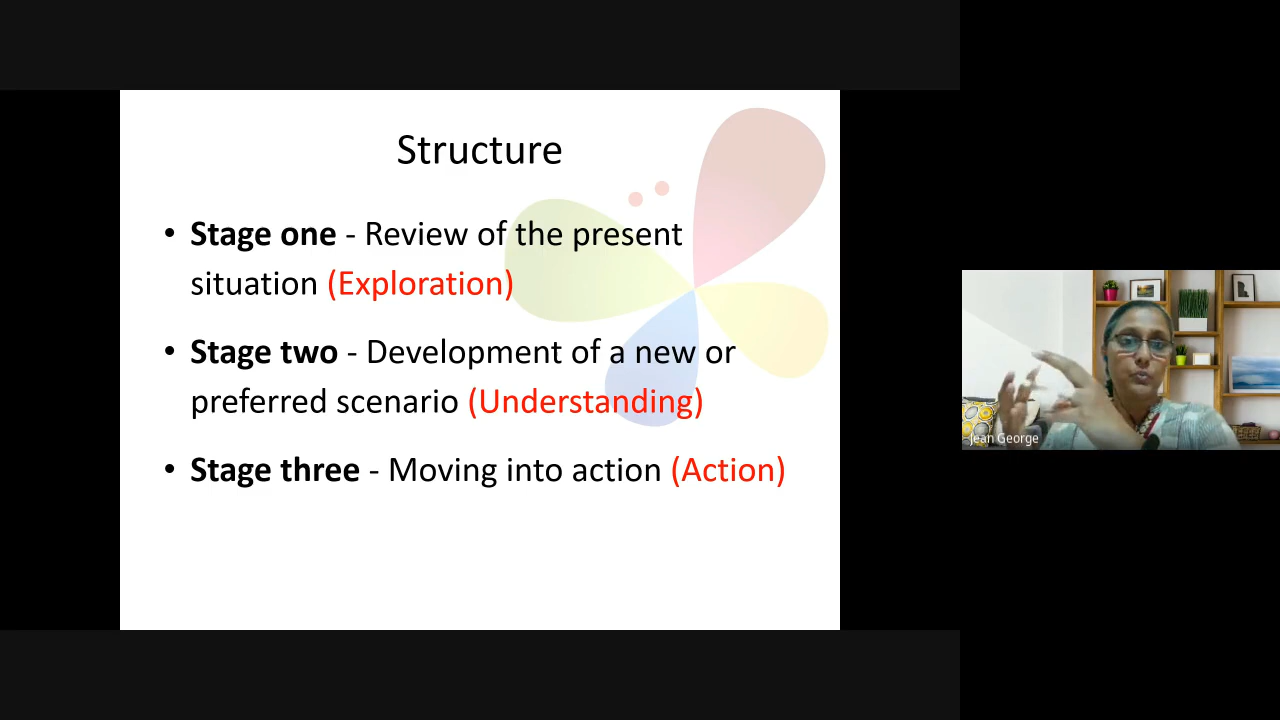 Structure
• Stage one - Review of the present
situation (Exploration)
• Stage two - Development of a new or
preferred scenario (Understanding)
• Stage three - Moving into action (Action)
Jean George